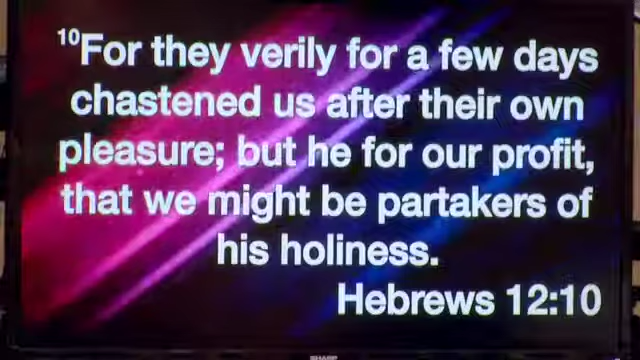 ¹⁰For they verily for a few days
chastened us after their own
pleasure; but he for our profit,
that we might be partakers of
his holiness.
Hebrews 12:10
SHARP